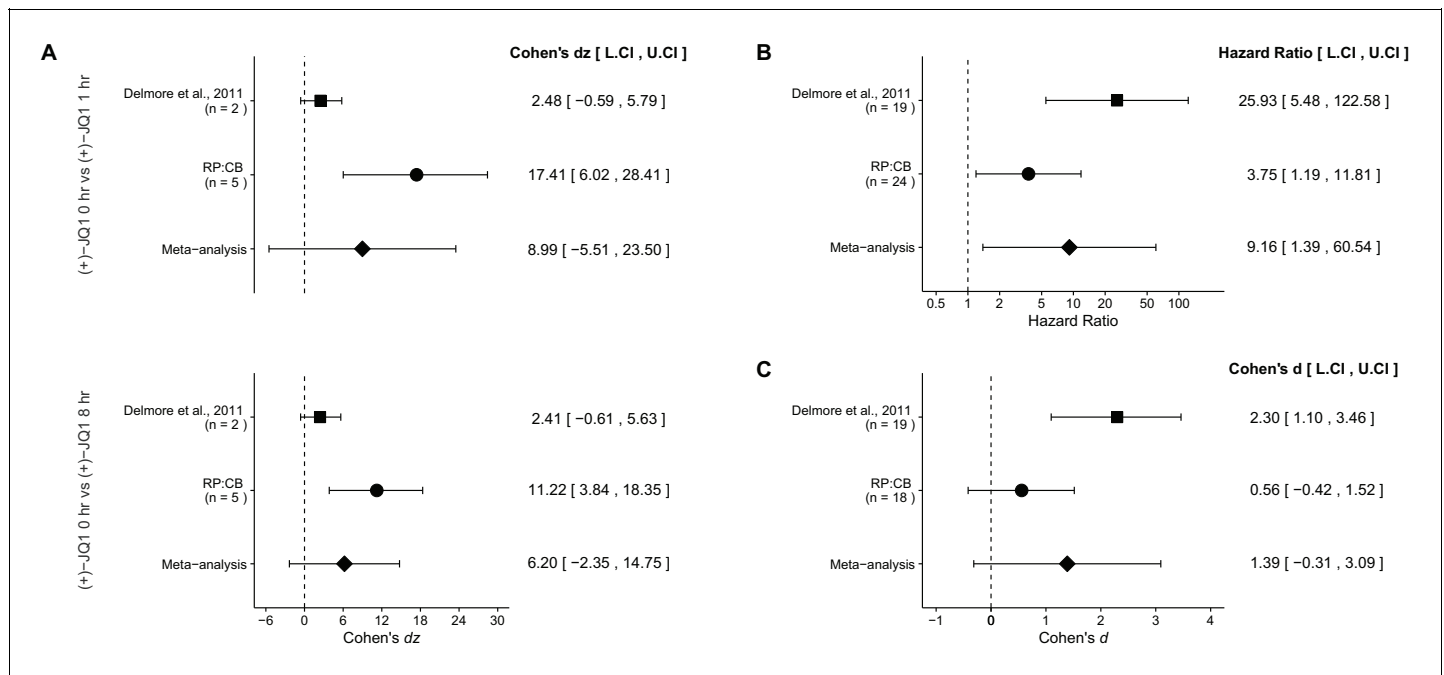 A
Cohen's dz [ L.CI , U.CI ]
(+)−JQ1 0 hr vs (+)−JQ1 1 hr
Delmore et al., 2011
(n = 2 )
2.48 [ −0.59 , 5.79 ]
RP:CB
(n = 5 )
17.41 [ 6.02 , 28.41 ]
Meta−analysis
8.99 [ −5.51 , 23.50 ]
(+)−JQ1 0 hr vs (+)−JQ1 8 hr
Delmore et al., 2011
(n = 2 )
2.41 [ −0.61 , 5.63 ]
RP:CB
(n = 5 )
11.22 [ 3.84 , 18.35 ]
Meta−analysis
6.20 [ −2.35 , 14.75 ]
−6 0 6 12 18 24 30
Cohen's dz
B
Hazard Ratio [ L.CI , U.CI ]
Delmore et al., 2011
(n = 19 )
25.93 [ 5.48 , 122.58 ]
RP:CB
(n = 24 )
3.75 [ 1.19 , 11.81 ]
Meta−analysis
9.16 [ 1.39 , 60.54 ]
0.5 1 2 5 10 20 50 100
Hazard Ratio
C
Cohen's d [ L.CI , U.CI ]
Delmore et al., 2011
(n = 19 )
2.30 [ 1.10 , 3.46 ]
RP:CB
(n = 18 )
0.56 [ −0.42 , 1.52 ]
Meta−analysis
1.39 [ −0.31 , 3.09 ]
−1 0 1 2 3 4
Cohen's d